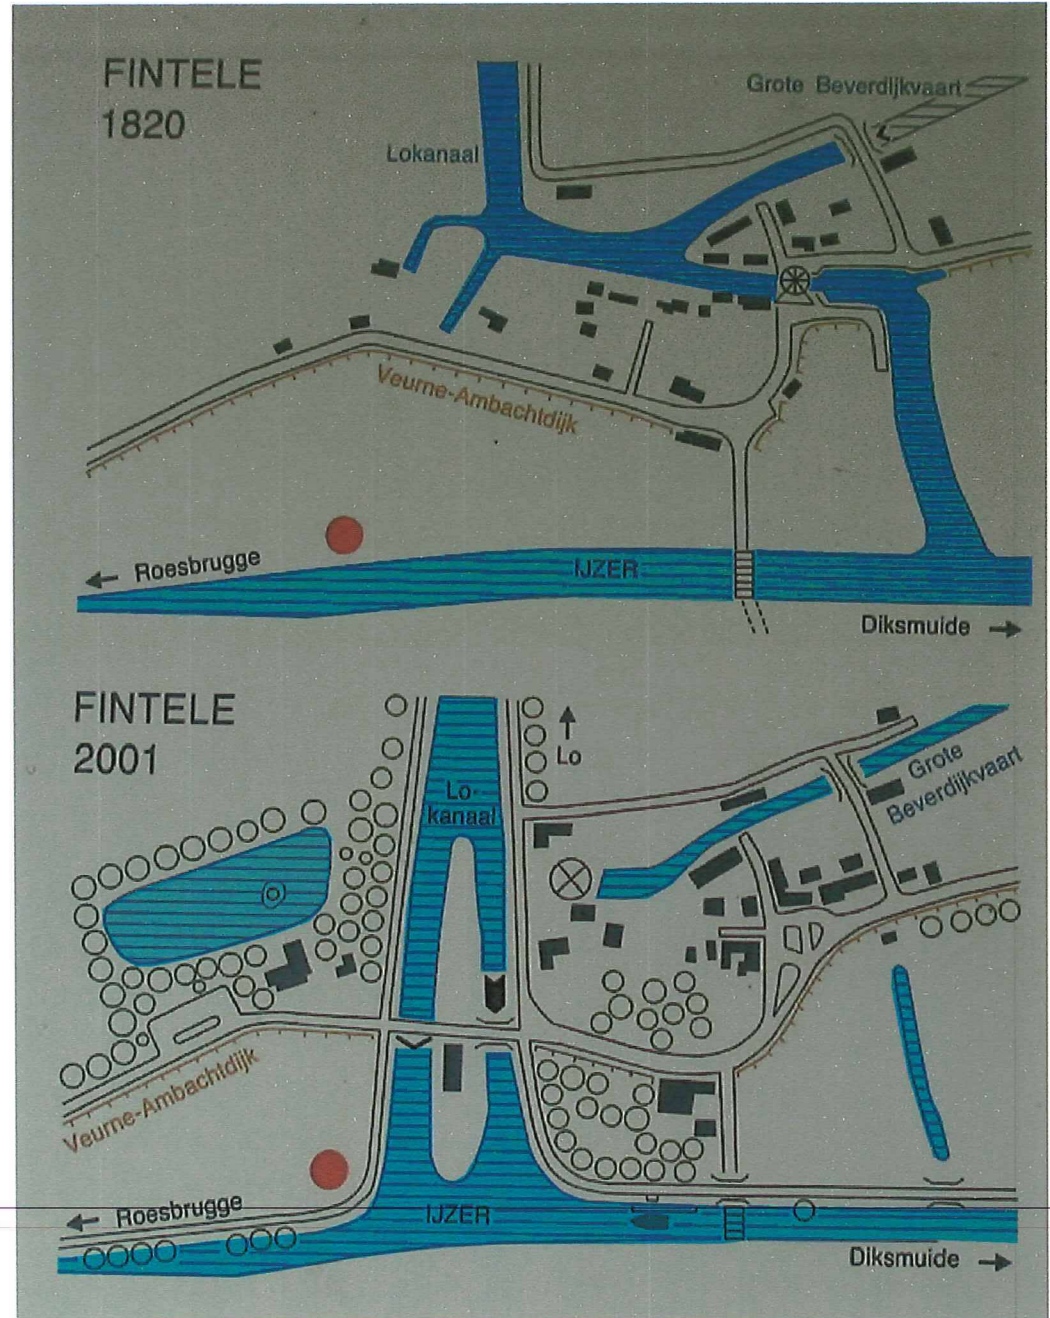 FINTELE
1820
Grote Beverdijkvaart
Lokanaal
Veurne-Ambachtdijk
Roesbrugge
IJZER
Diksmuide
FINTELE
2001
Lo
Lo-
kanaal
Grote
Beverdijkvaart
Veurne-Ambachtdijk
Roesbrugge
IJZER
Diksmuide